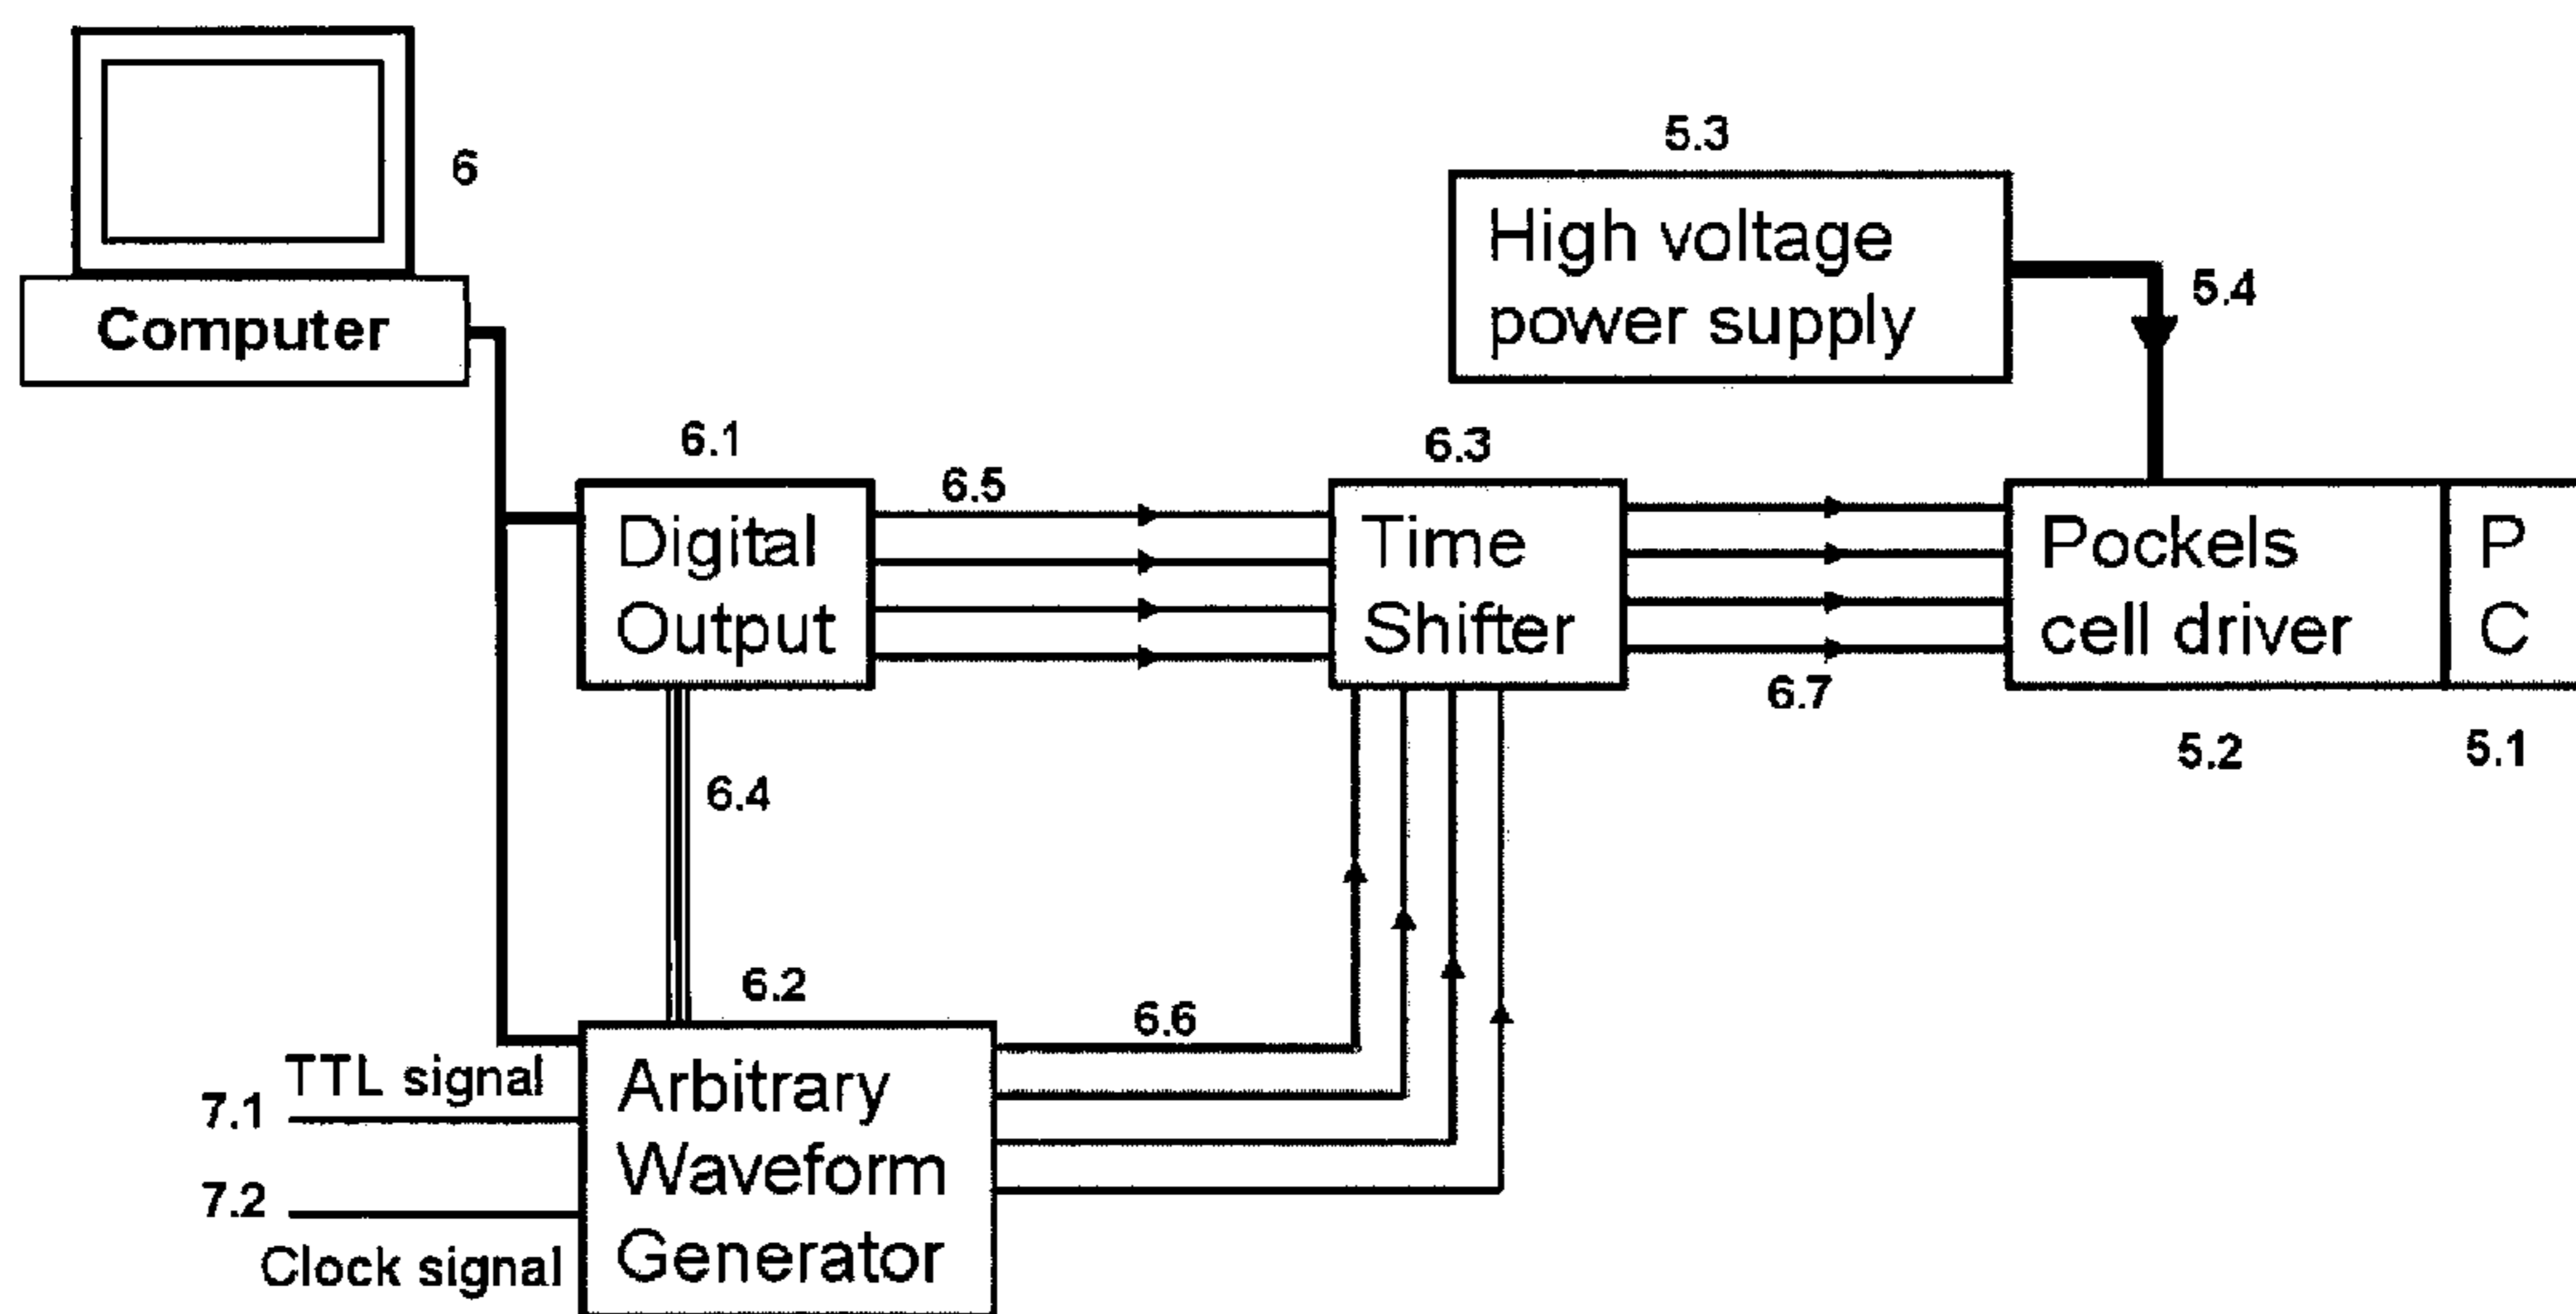 6
Computer
5.3
High voltage
power supply
5.4
6.1
Digital
Output
6.5
6.3
Time
Shifter
6.7
Pockels
cell driver
5.2
P
C
5.1
6.4
6.2
Arbitrary
Waveform
Generator
6.6
TTL signal
7.1
7.2
Clock signal